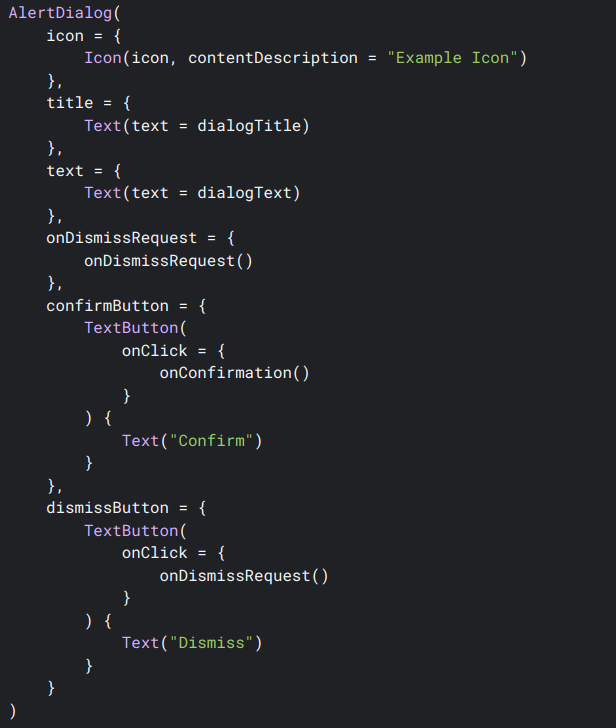 AlertDialog(
    icon = {
        Icon(icon, contentDescription = "Example Icon")
    },
    title = {
        Text(text = dialogTitle)
    },
    text = {
        Text(text = dialogText)
    },
    onDismissRequest = {
        onDismissRequest()
    },
    confirmButton = {
        TextButton(
            onClick = {
                onConfirmation()
            }
        ) {
            Text("Confirm")
        }
    },
    dismissButton = {
        TextButton(
            onClick = {
                onDismissRequest()
            }
        ) {
            Text("Dismiss")
        }
    }
)